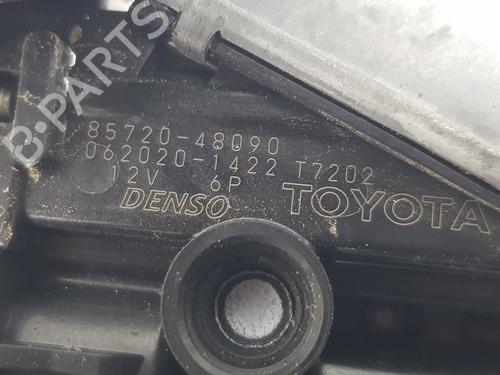 B-PARTS
85720-48090
062020-1422 T7202
12V 6P
DENSO TOYOTA